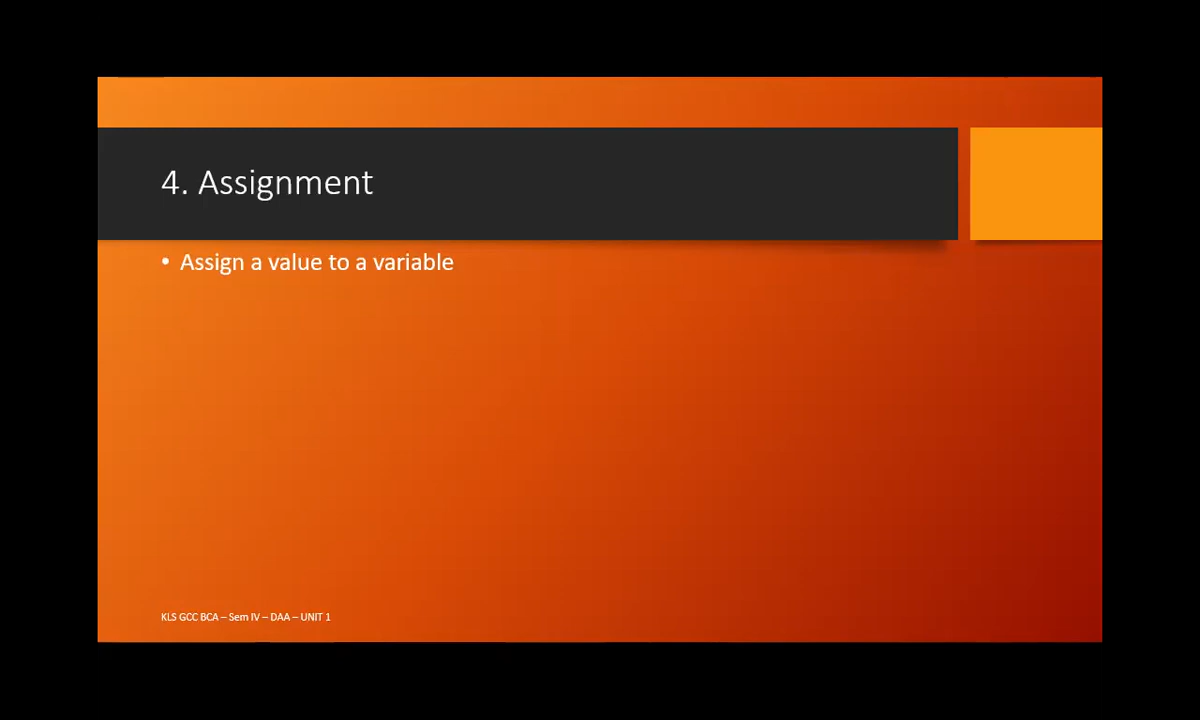 4. Assignment
• Assign a value to a variable
KLS GCC BCA – Sem IV – DAA – UNIT 1